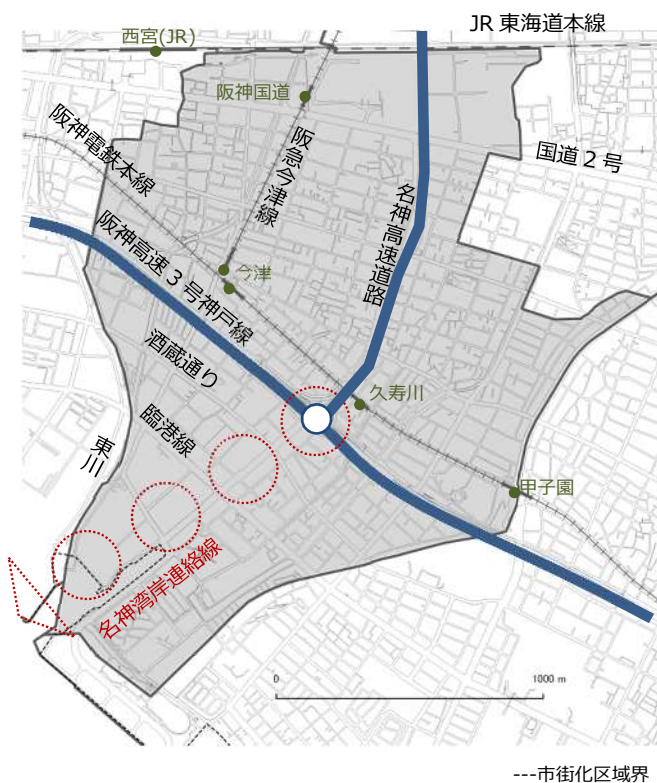 JR 東海道本線
西宮(JR)
阪神国道
国道２号
阪神電鉄本線
阪急今津線
名神高速道路
阪神高速３号神戸線
今津
酒蔵通り
久寿川
臨港線
東川
甲子園
名神湾岸連絡線
0
1000 m
---市街化区域界